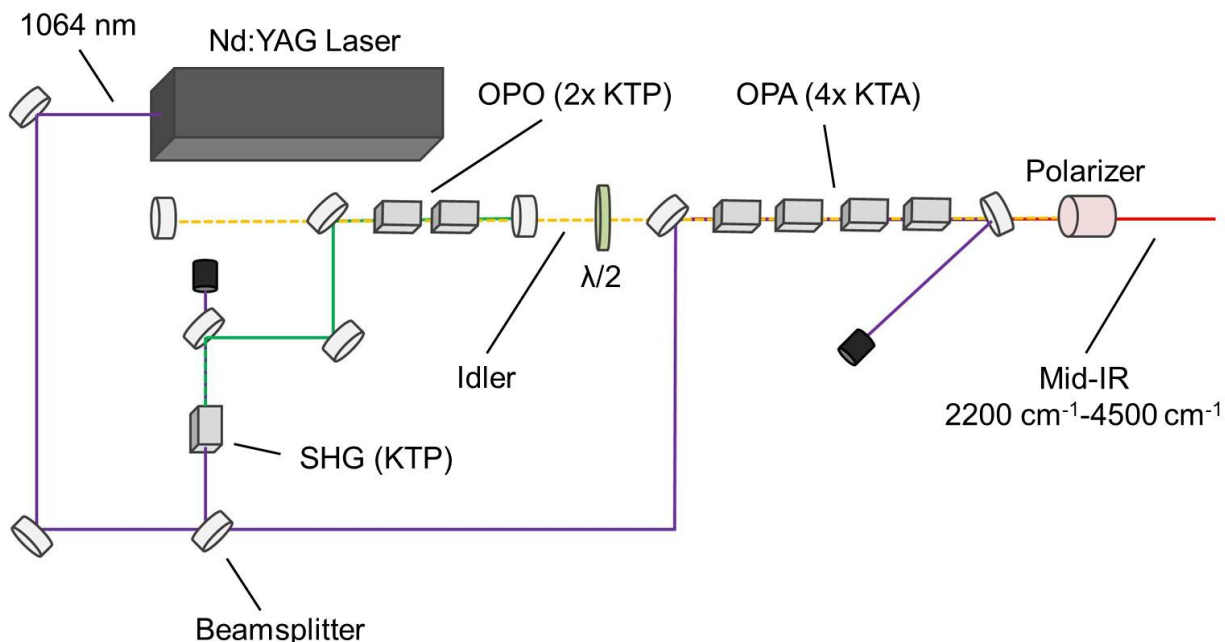 1064 nm
Nd:YAG Laser
OPO (2x KTP)
OPA (4x KTA)
Polarizer
λ/2
Idler
Mid-IR
2200 cm⁻¹-4500 cm⁻¹
SHG (KTP)
Beamsplitter